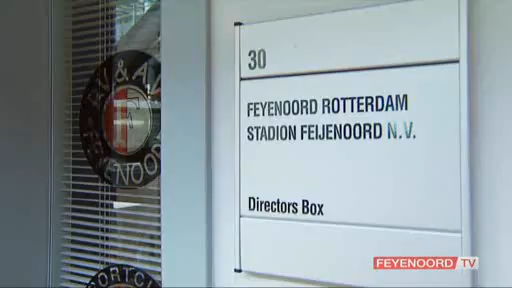 30
FEYENOORD ROTTERDAM
STADION FEIJENOORD N.V.
Directors Box
FEYENOORD TV